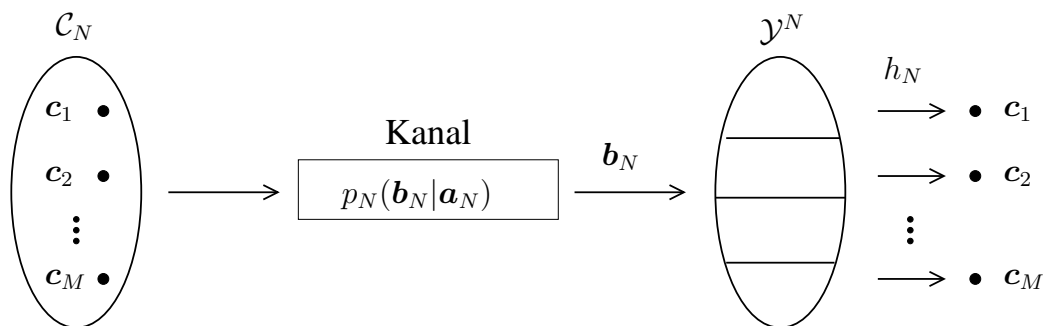 𝒞_N
𝒴^N
h_N
𝒄_1
𝒄_1
Kanal
𝒃_N
𝒄_2
p_N(𝒃_N|𝒂_N)
𝒄_2
⋮
⋮
𝒄_M
𝒄_M